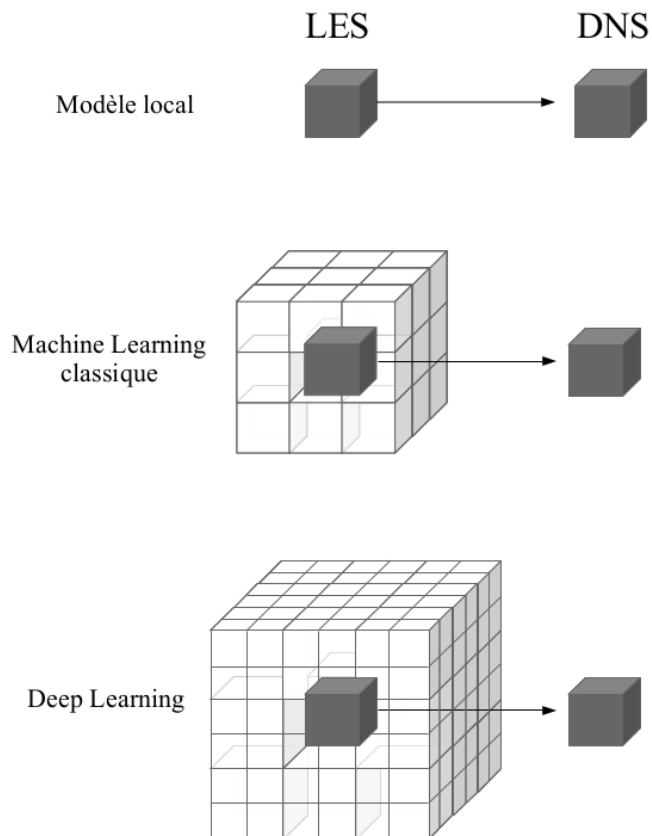 LES DNS
Modèle local
Machine Learning
classique
Deep Learning